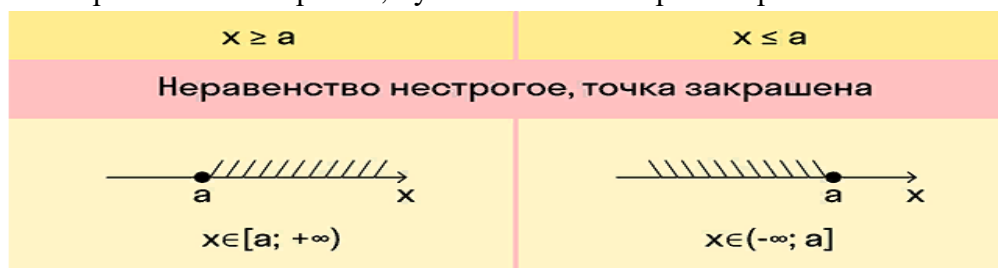 x ≥ a x ≤ a
Неравенство нестрогое, точка закрашена
a x a x
x∈[a; +∞) x∈(-∞; a]